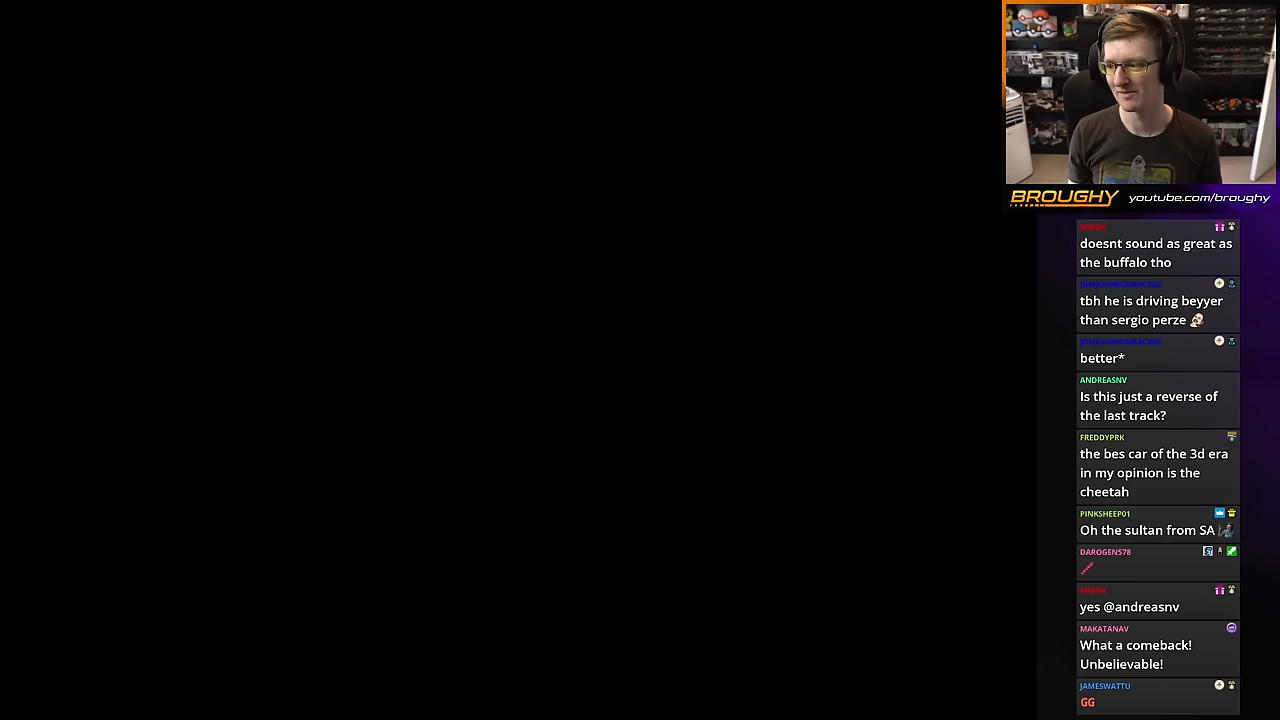 BROUGHY youtube.com/broughy
doesnt sound as great as
the buffalo tho
JDMJOHNSONRACING
tbh he is driving beyyer
than sergio perze
JDMJOHNSONRACING
better*
ANDREASNV
Is this just a reverse of
the last track?
FREDDYPRK
the bes car of the 3d era
in my opinion is the
cheetah
PINKSHEEP01
Oh the sultan from SA
DAROGEN578
yes @andreasnv
MAKATANAV
What a comeback!
Unbelievable!
JAMESWATTU
GG